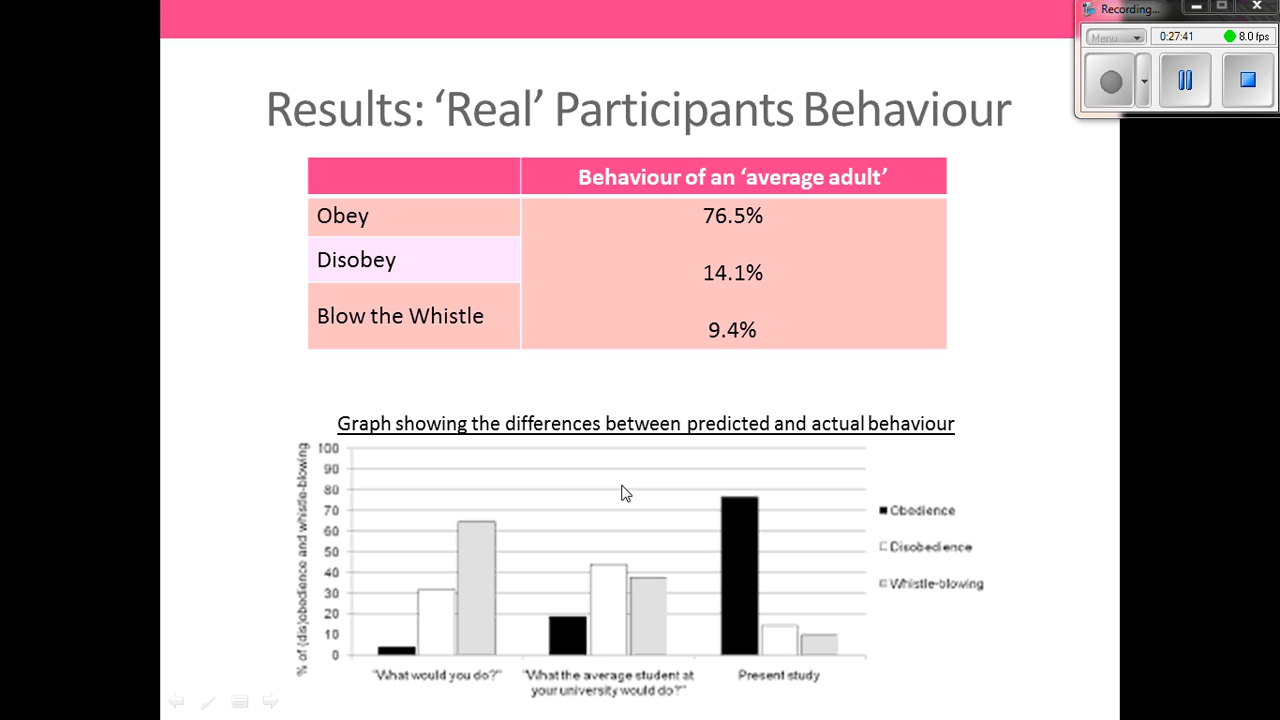 Recording...
Menu
0:27:41
8.0 fps
Results: ‘Real’ Participants Behaviour
Behaviour of an ‘average adult’
Obey
76.5%
Disobey
14.1%
Blow the Whistle
9.4%
Graph showing the differences between predicted and actual behaviour
% of (dis)obedience and whistle-blowing
100
90
80
70
60
50
40
30
20
10
0
Obedience
Disobedience
Whistle-blowing
"What would you do?"
"What the average student at
your university would do?"
Present study